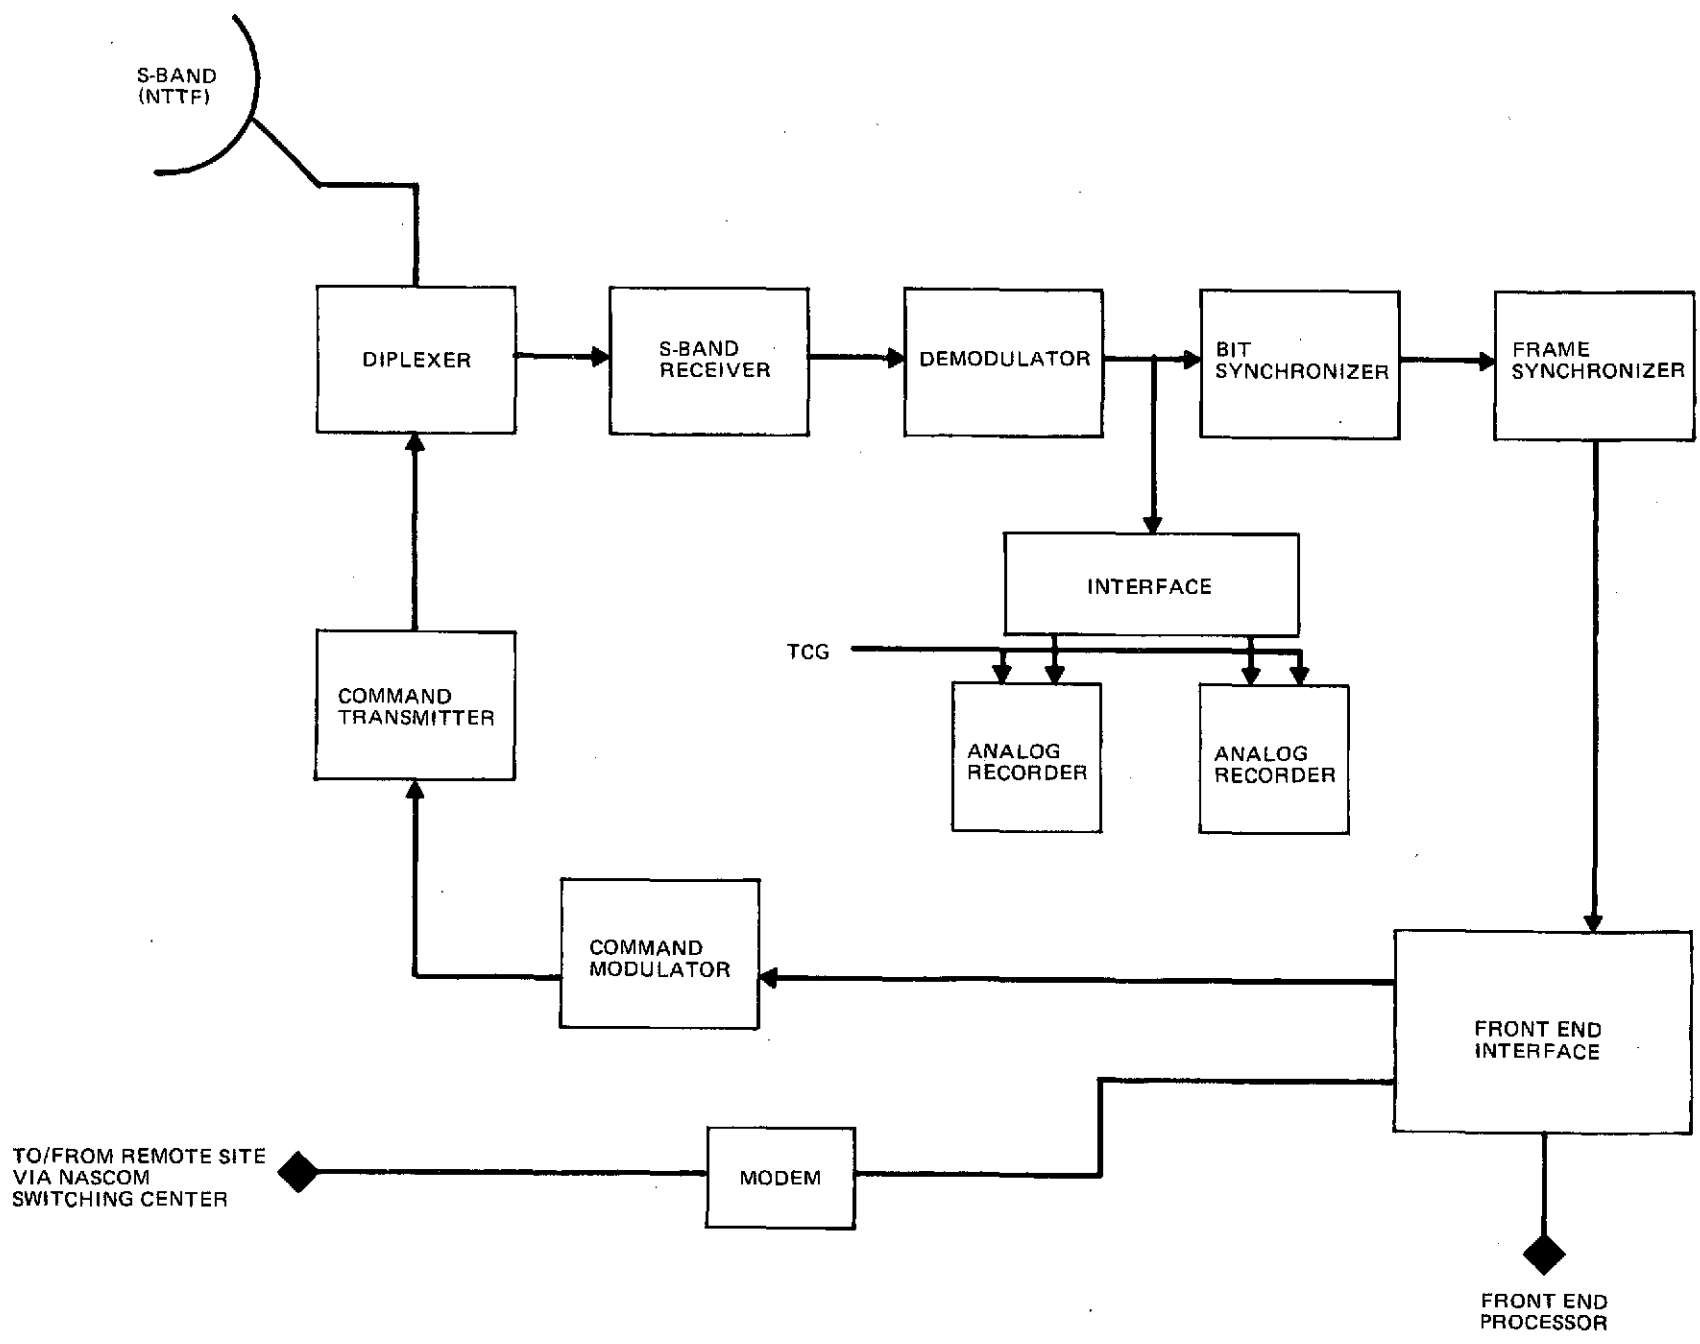 S-BAND
(NTTF)
DIPLEXER
S-BAND
RECEIVER
DEMODULATOR
BIT
SYNCHRONIZER
FRAME
SYNCHRONIZER
INTERFACE
TCG
COMMAND
TRANSMITTER
ANALOG
RECORDER
ANALOG
RECORDER
COMMAND
MODULATOR
FRONT END
INTERFACE
TO/FROM REMOTE SITE
VIA NASCOM
SWITCHING CENTER
MODEM
FRONT END
PROCESSOR